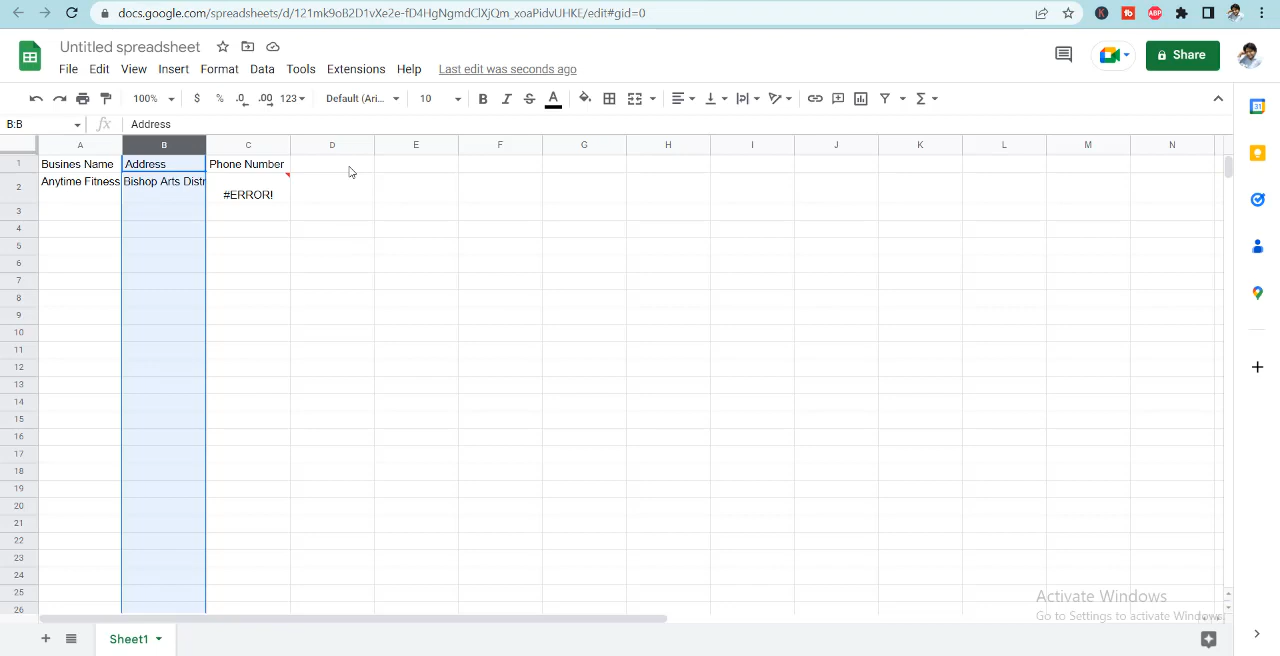 docs.google.com/spreadsheets/d/121mk9oB2D1vXe2e-fD4HgNgmdClXjQm_xoaPidvUHKE/edit#gid=0
Untitled spreadsheet
File Edit View Insert Format Data Tools Extensions Help Last edit was seconds ago
Share
100% $ % .0 .00 123 Default (Ari... 10 B I S A
B:B fx Address
A B C D E F G H I J K L M N
1 Busines Name Address Phone Number
2 Anytime Fitness Bishop Arts Distr #ERROR!
3
4
5
6
7
8
9
10
11
12
13
14
15
16
17
18
19
20
21
22
23
24
25
26
Activate Windows
Go to Settings to activate Windows.
Sheet1